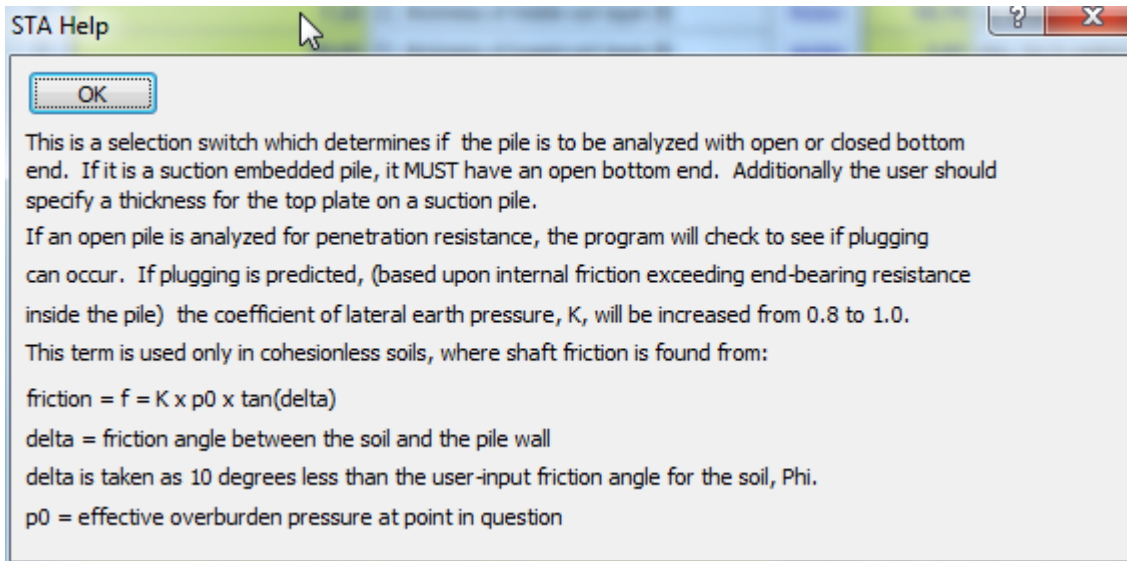 STA Help
OK
This is a selection switch which determines if  the pile is to be analyzed with open or closed bottom
end.  If it is a suction embedded pile, it MUST have an open bottom end.  Additionally the user should
specify a thickness for the top plate on a suction pile.
If an open pile is analyzed for penetration resistance, the program will check to see if plugging
can occur.  If plugging is predicted, (based upon internal friction exceeding end-bearing resistance
inside the pile)  the coefficient of lateral earth pressure, K, will be increased from 0.8 to 1.0.
This term is used only in cohesionless soils, where shaft friction is found from:
friction = f = K x p0 x tan(delta)
delta = friction angle between the soil and the pile wall
delta is taken as 10 degrees less than the user-input friction angle for the soil, Phi.
p0 = effective overburden pressure at point in question